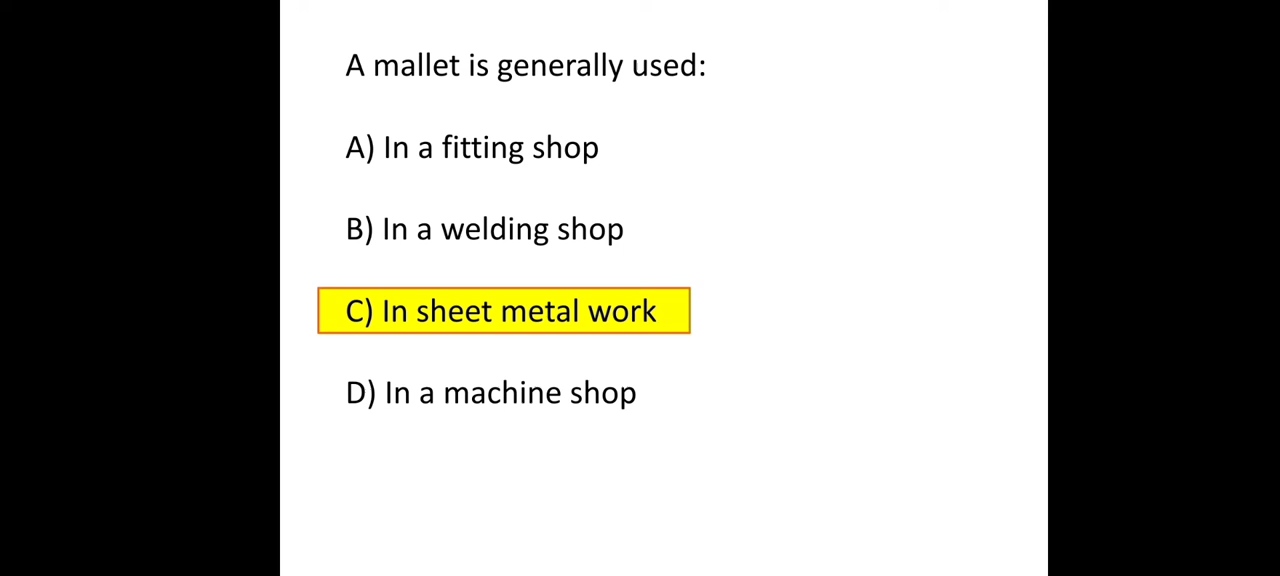 A mallet is generally used:
A) In a fitting shop
B) In a welding shop
C) In sheet metal work
D) In a machine shop